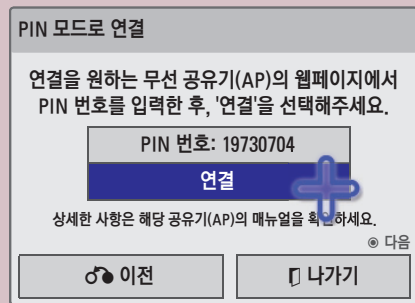 PIN 모드로 연결
연결을 원하는 무선 공유기(AP)의 웹페이지에서
PIN 번호를 입력한 후, '연결'을 선택해주세요.
PIN 번호: 19730704
연결
상세한 사항은 해당 공유기(AP)의 매뉴얼을 확인하세요.
◉ 다음
이전
나가기